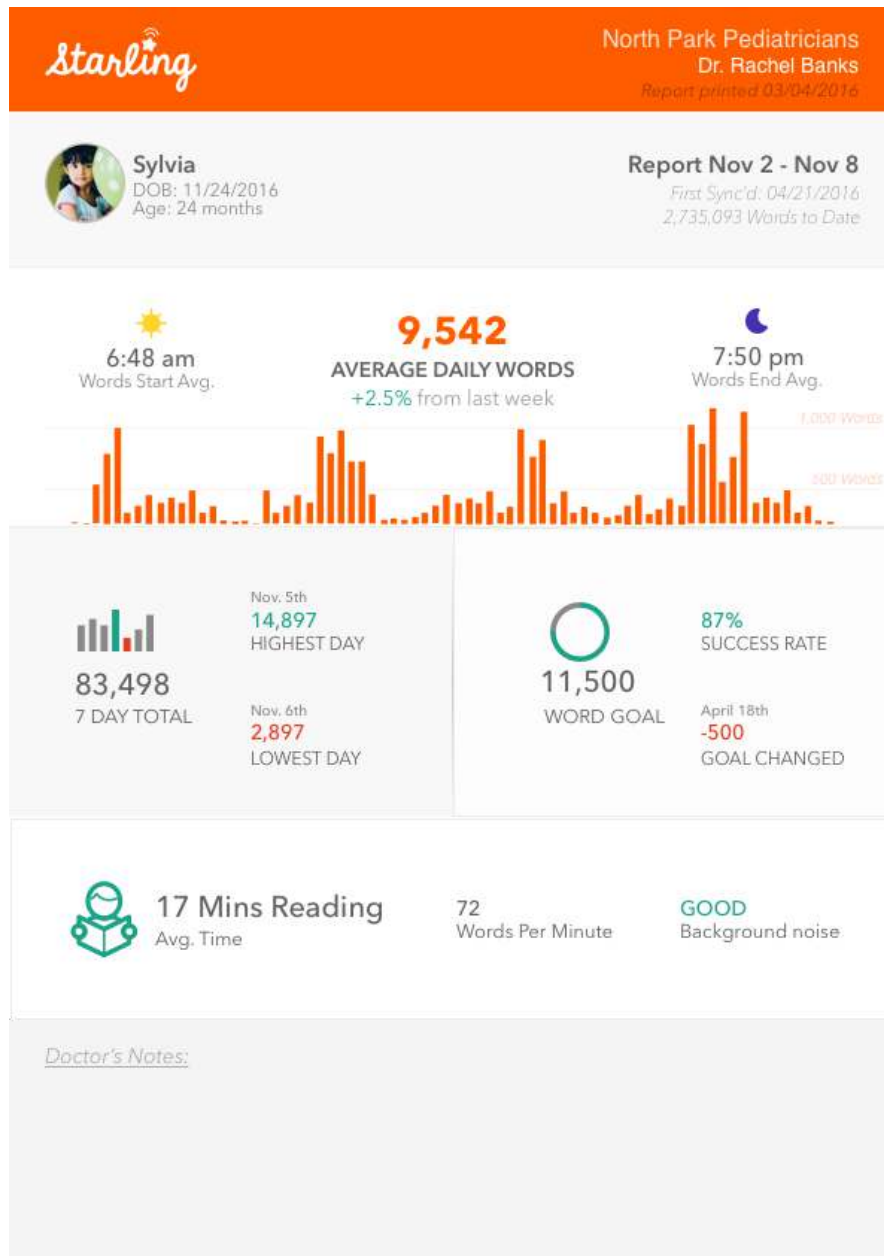 Starling
North Park Pediatricians
Dr. Rachel Banks
Report printed 03/04/2016
Sylvia
DOB: 11/24/2016
Age: 24 months
Report Nov 2 - Nov 8
First Sync'd: 04/21/2016
2,735,093 Words to Date
6:48 am
Words Start Avg.
9,542
AVERAGE DAILY WORDS
+2.5% from last week
7:50 pm
Words End Avg.
1,000 Words
500 Words
83,498
7 DAY TOTAL
Nov. 5th
14,897
HIGHEST DAY
Nov. 6th
2,897
LOWEST DAY
11,500
WORD GOAL
87%
SUCCESS RATE
April 18th
-500
GOAL CHANGED
17 Mins Reading
Avg. Time
72
Words Per Minute
GOOD
Background noise
Doctor's Notes: